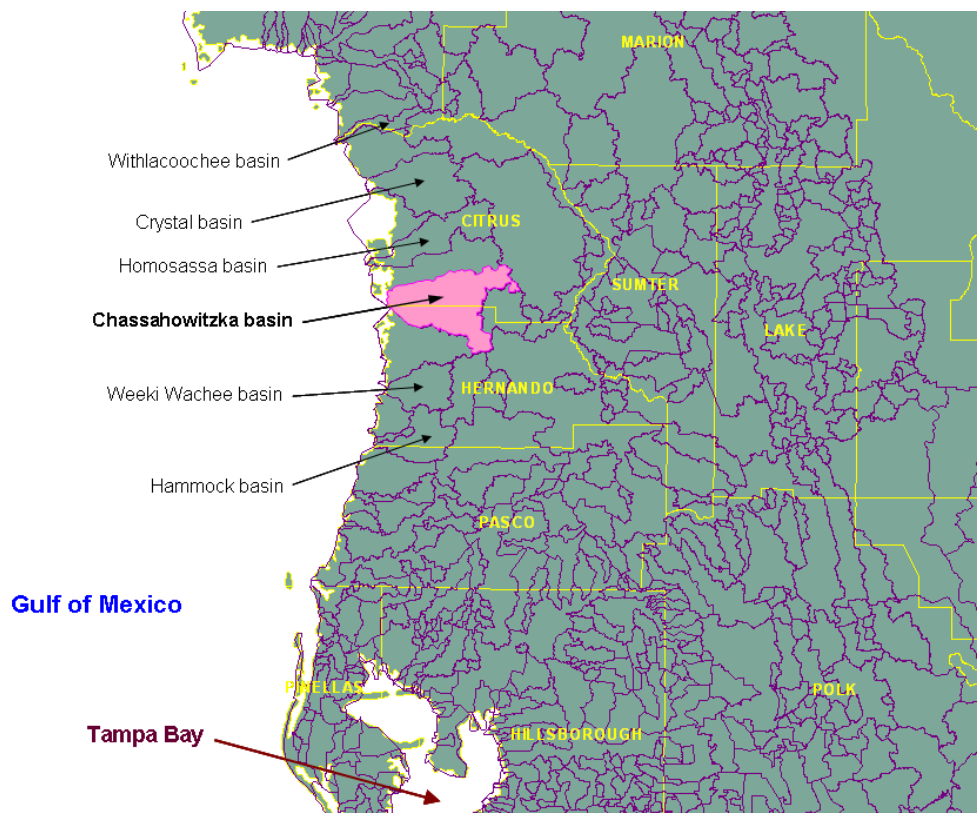 MARION
Withlacoochee basin
Crystal basin
CITRUS
Homosassa basin
SUMTER
Chassahowitzka basin
LAKE
Weeki Wachee basin
HERNANDO
Hammock basin
PASCO
Gulf of Mexico
PINELLAS
POLK
Tampa Bay
HILLSBOROUGH